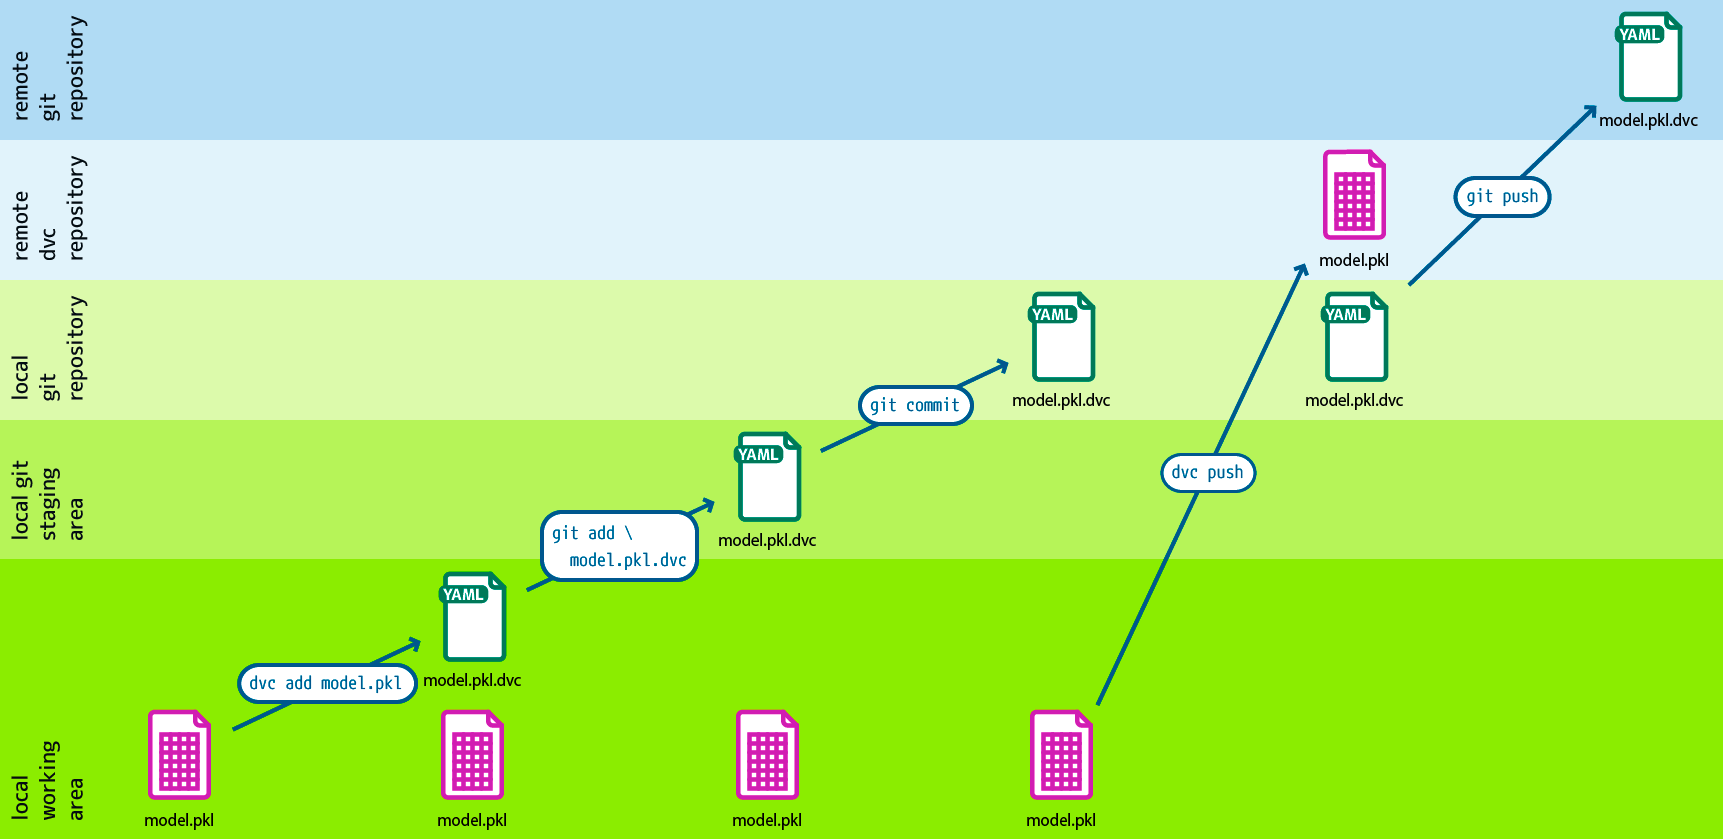 remote
git
repository
YAML
model.pkl.dvc
remote
dvc
repository
model.pkl
git push
local
git
repository
YAML
model.pkl.dvc
YAML
model.pkl.dvc
git commit
local git
staging
area
YAML
model.pkl.dvc
dvc push
git add \
model.pkl.dvc
local
working
area
YAML
model.pkl.dvc
dvc add model.pkl
model.pkl
model.pkl
model.pkl
model.pkl